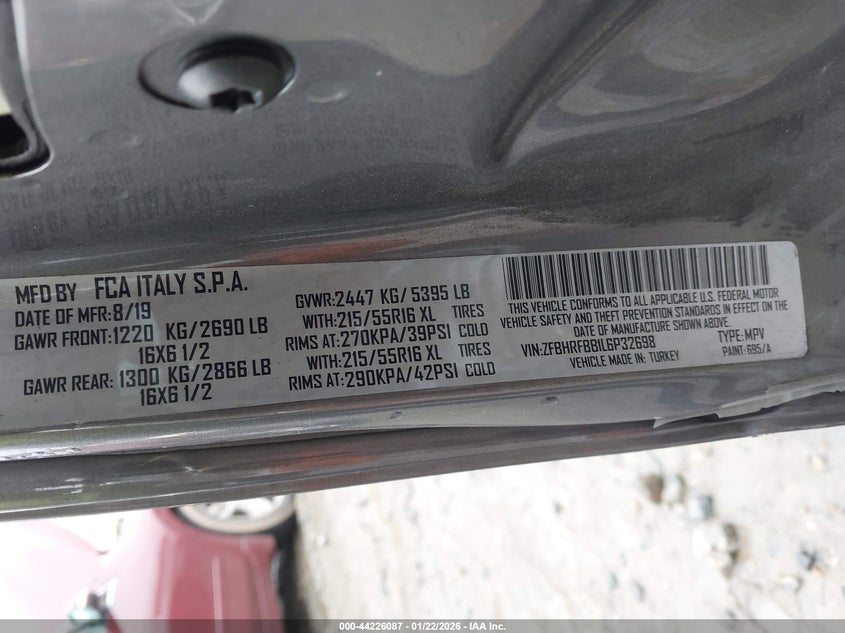 MFD BY FCA ITALY S.P.A.
DATE OF MFR: 8/19
GAWR FRONT: 1220 KG/2690 LB
16X6 1/2
GAWR REAR: 1300 KG/2866 LB
16X6 1/2
GVWR: 2447 KG/ 5395 LB
WITH: 215/55R16 XL TIRES
RIMS AT: 270KPA/39PSI COLD
WITH: 215/55R16 XL TIRES
RIMS AT: 290KPA/42PSI COLD
THIS VEHICLE CONFORMS TO ALL APPLICABLE U.S. FEDERAL MOTOR
VEHICLE SAFETY AND THEFT PREVENTION STANDARDS IN EFFECT ON THE
DATE OF MANUFACTURE SHOWN ABOVE.
VIN: ZFBHRFBB1L6P32698 TYPE: MPV
VEHICLE MADE IN: TURKEY PAINT: 695/A
000-44226087 - 01/22/2026 - IAA Inc.